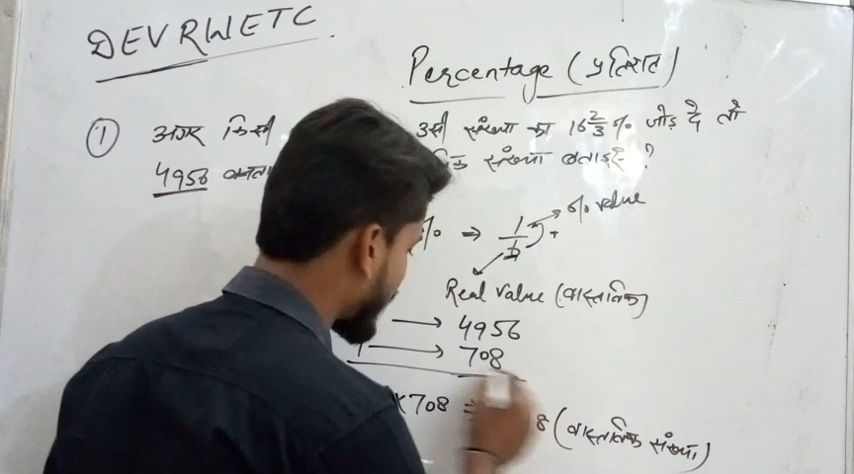 DEVRWETC
Percentage (प्रतिशत)
① अगर किसी उसी संख्या का 16 2/3 % जोड़ दे तो
4956 संख्या बताइए ?
% ⇒ 1/6 ) + % value
Real value (वास्तविक)
→ 4956
1 → 708
×708 = 8 (वास्तविक संख्या)